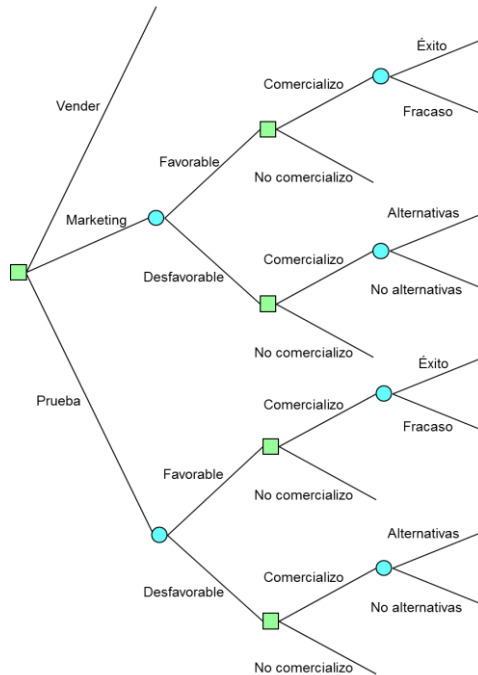 Éxito
Comercializo
Fracaso
Vender
Favorable
No comercializo
Marketing
Alternativas
Comercializo
Desfavorable
No alternativas
No comercializo
Éxito
Prueba
Comercializo
Fracaso
Favorable
No comercializo
Alternativas
Comercializo
Desfavorable
No alternativas
No comercializo